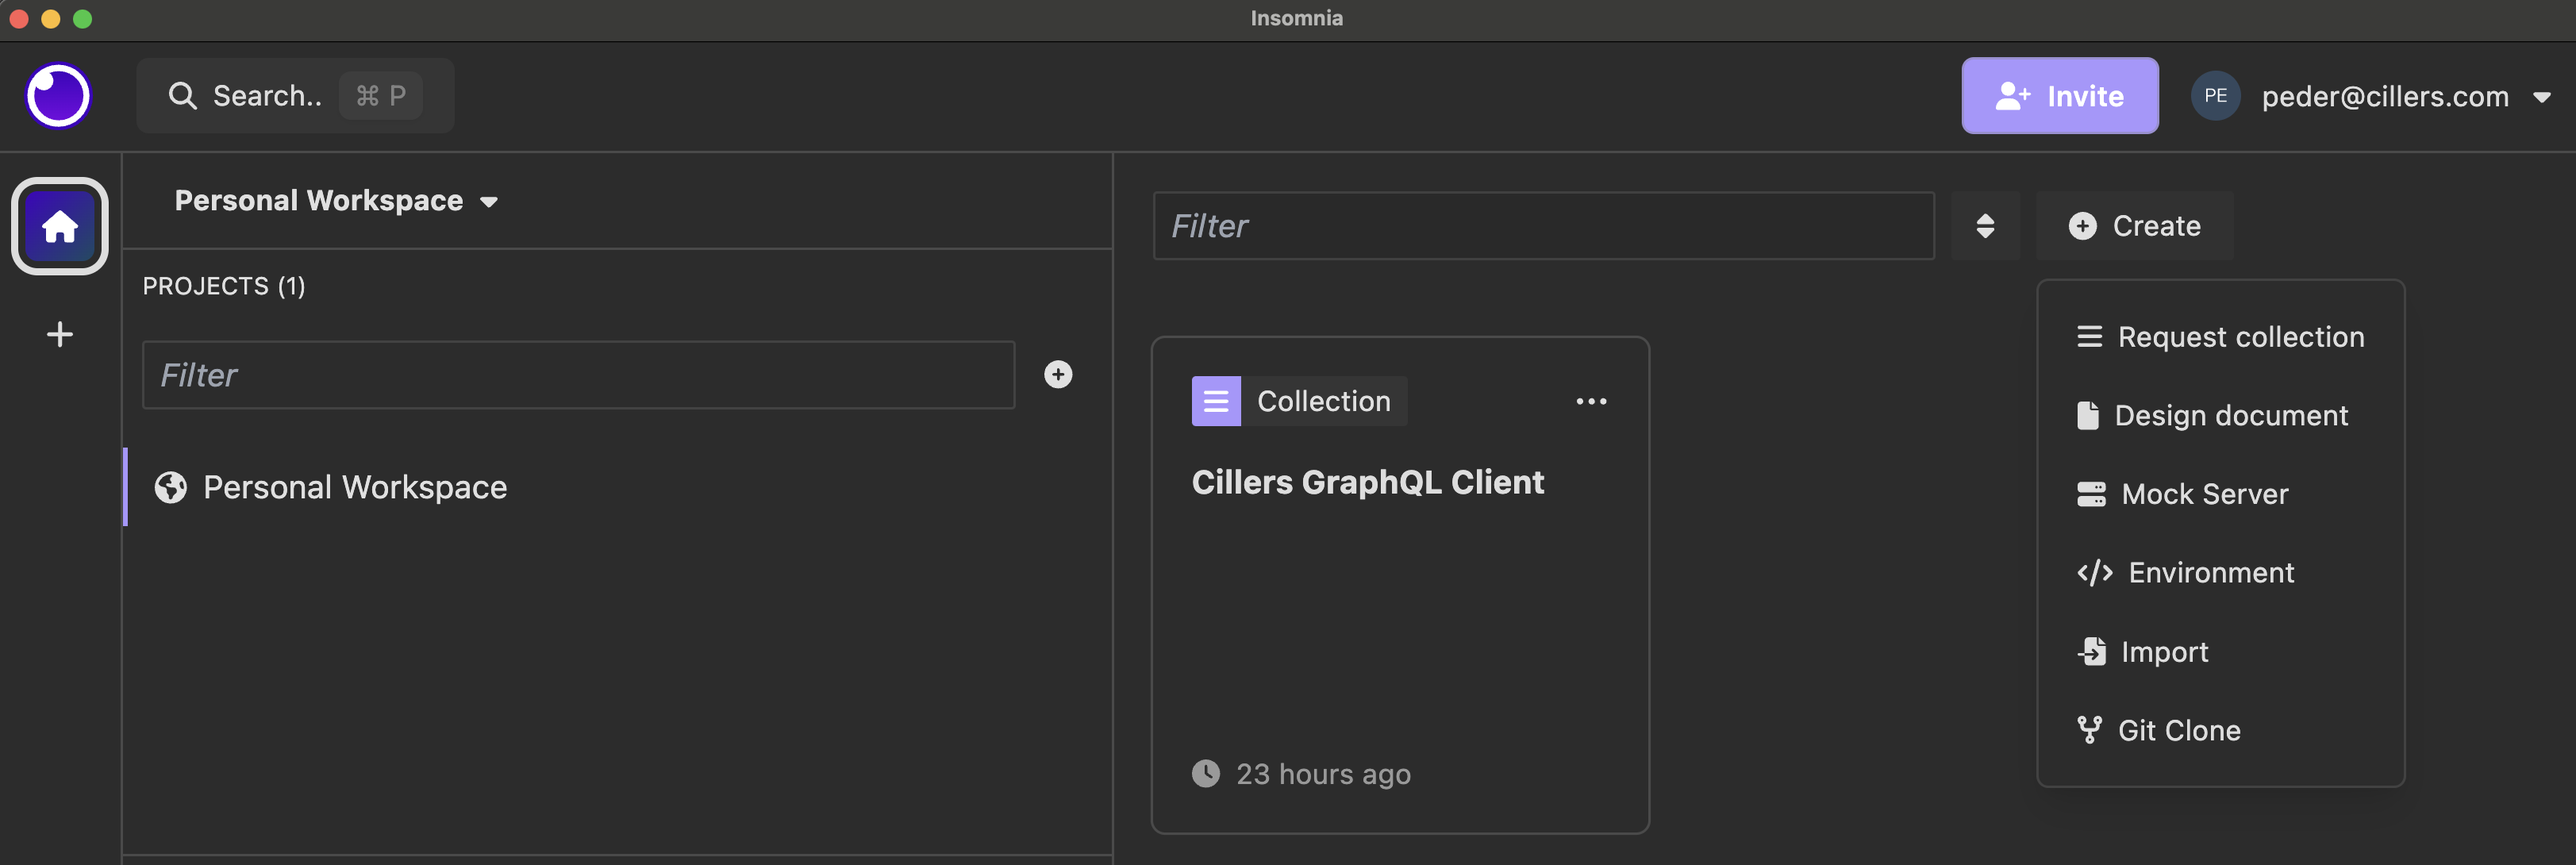 Insomnia
Search.. ⌘ P
Invite
PE peder@cillers.com
Personal Workspace
PROJECTS (1)
Filter
Personal Workspace
Filter
Create
Collection
Cillers GraphQL Client
23 hours ago
Request collection
Design document
Mock Server
Environment
Import
Git Clone